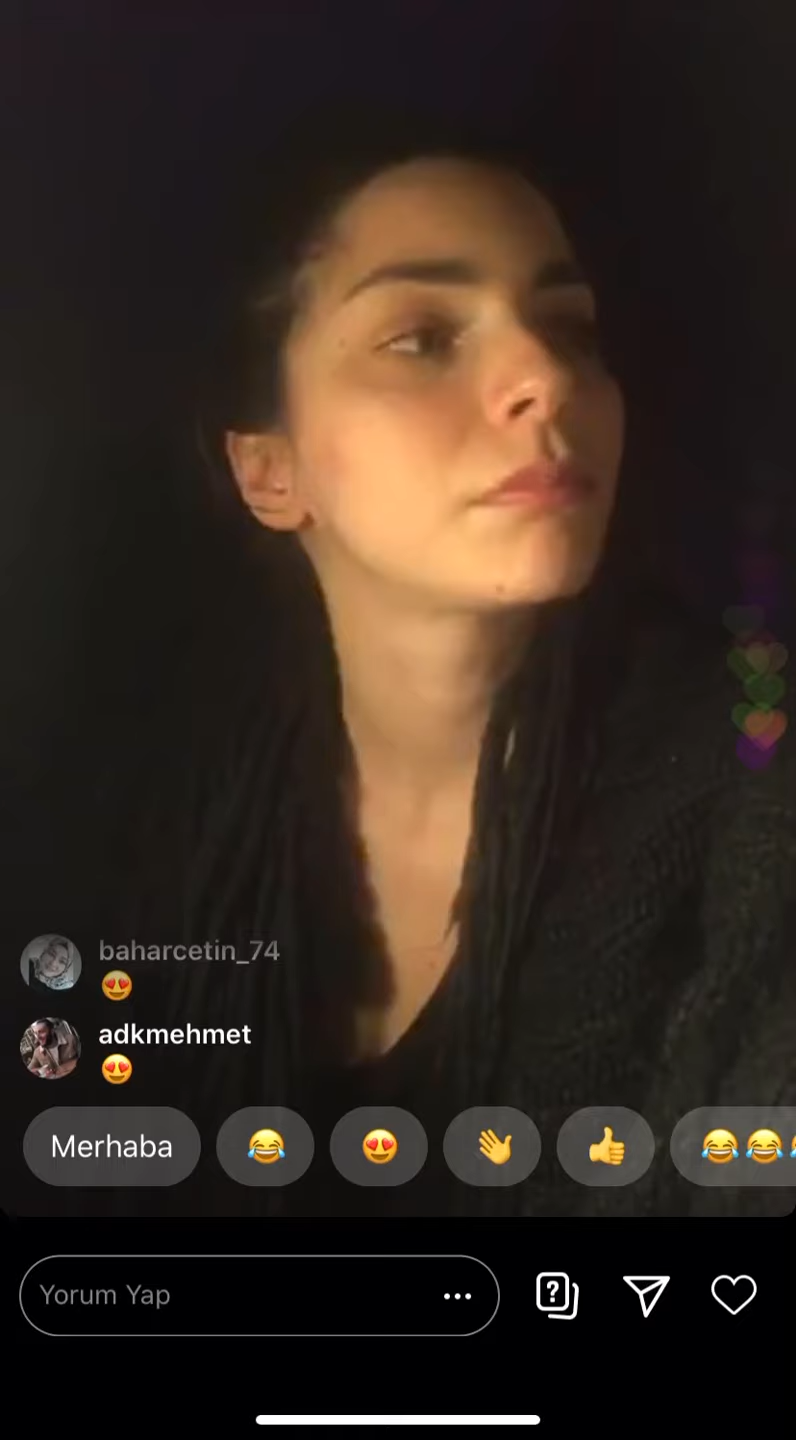 baharcetin_74
😍
adkmehmet
😍
Merhaba 😂 😍 👋 👍 😂😂
Yorum Yap